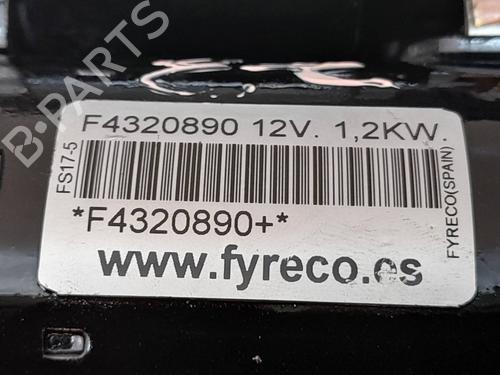 B-PARTS
F4320890 12V. 1,2KW.
FS17-5
*F4320890+*
FYRECO(SPAIN)
www.fyreco.es